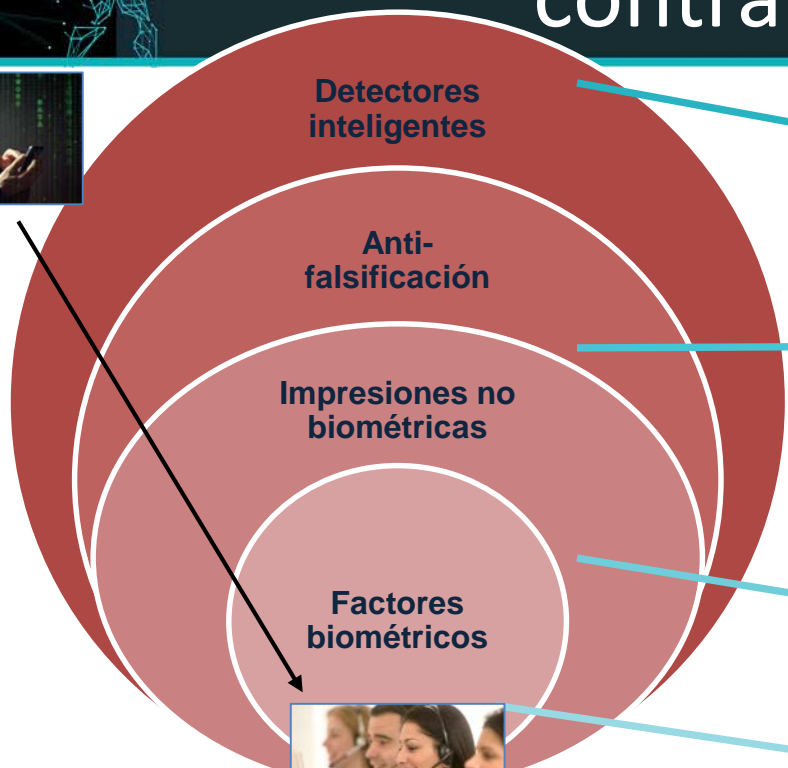 contra
Detectores
inteligentes
Anti-
falsificación
Impresiones no
biométricas
Factores
biométricos